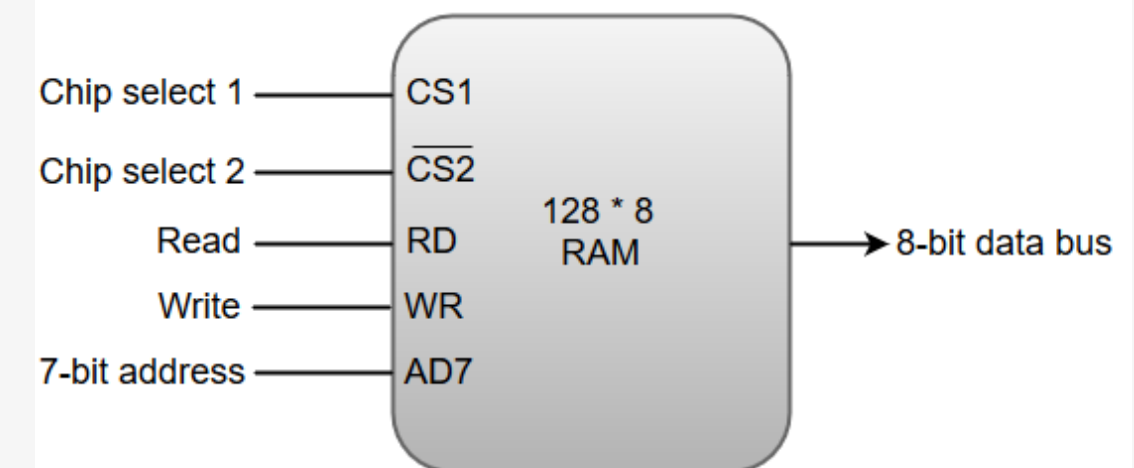 Chip select 1
CS1
Chip select 2
C̅S̅2̅
128 * 8
RAM
Read
RD
8-bit data bus
Write
WR
7-bit address
AD7